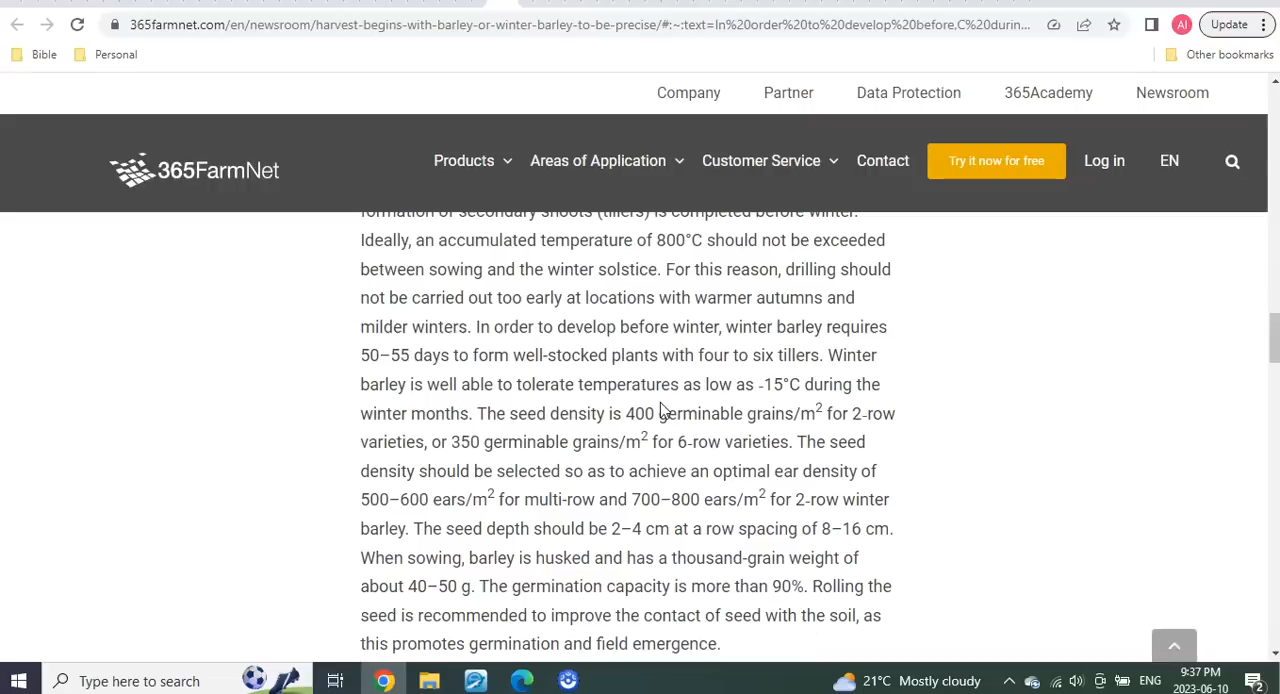 365farmnet.com/en/newsroom/harvest-begins-with-barley-or-winter-barley-to-be-precise/#:~:text=In%20order%20to%20develop%20before,C%20durin...
AI
Update
Bible
Personal
Other bookmarks
Company
Partner
Data Protection
365Academy
Newsroom
365FarmNet
Products
Areas of Application
Customer Service
Contact
Try it now for free
Log in
EN
formation of secondary shoots (tillers) is completed before winter.
Ideally, an accumulated temperature of 800°C should not be exceeded
between sowing and the winter solstice. For this reason, drilling should
not be carried out too early at locations with warmer autumns and
milder winters. In order to develop before winter, winter barley requires
50–55 days to form well-stocked plants with four to six tillers. Winter
barley is well able to tolerate temperatures as low as -15°C during the
winter months. The seed density is 400 germinable grains/m² for 2-row
varieties, or 350 germinable grains/m² for 6-row varieties. The seed
density should be selected so as to achieve an optimal ear density of
500–600 ears/m² for multi-row and 700–800 ears/m² for 2-row winter
barley. The seed depth should be 2–4 cm at a row spacing of 8–16 cm.
When sowing, barley is husked and has a thousand-grain weight of
about 40–50 g. The germination capacity is more than 90%. Rolling the
seed is recommended to improve the contact of seed with the soil, as
this promotes germination and field emergence.
Type here to search
21°C Mostly cloudy
ENG
9:37 PM
2023-06-10
2